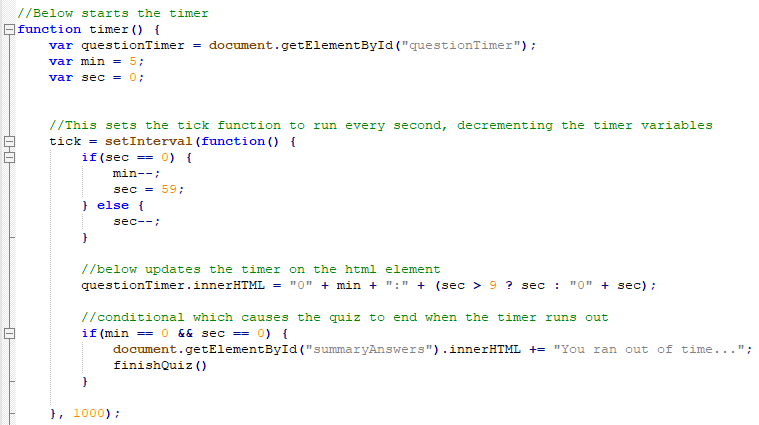 //Below starts the timer
function timer() {
    var questionTimer = document.getElementById("questionTimer");
    var min = 5;
    var sec = 0;
    //This sets the tick function to run every second, decrementing the timer variables
    tick = setInterval(function() {
        if(sec == 0) {
            min--;
            sec = 59;
        } else {
            sec--;
        }
        //below updates the timer on the html element
        questionTimer.innerHTML = "0" + min + ":" + (sec > 9 ? sec : "0" + sec);
        //conditional which causes the quiz to end when the timer runs out
        if(min == 0 && sec == 0) {
            document.getElementById("summaryAnswers").innerHTML += "You ran out of time...";
            finishQuiz()
        }
    }, 1000);